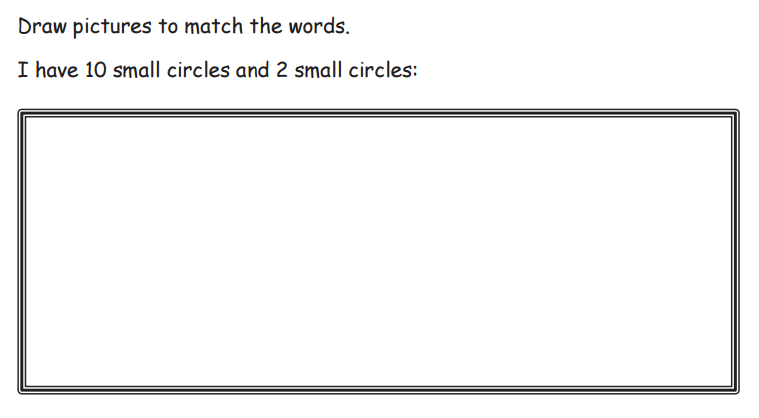 Draw pictures to match the words.
I have 10 small circles and 2 small circles: